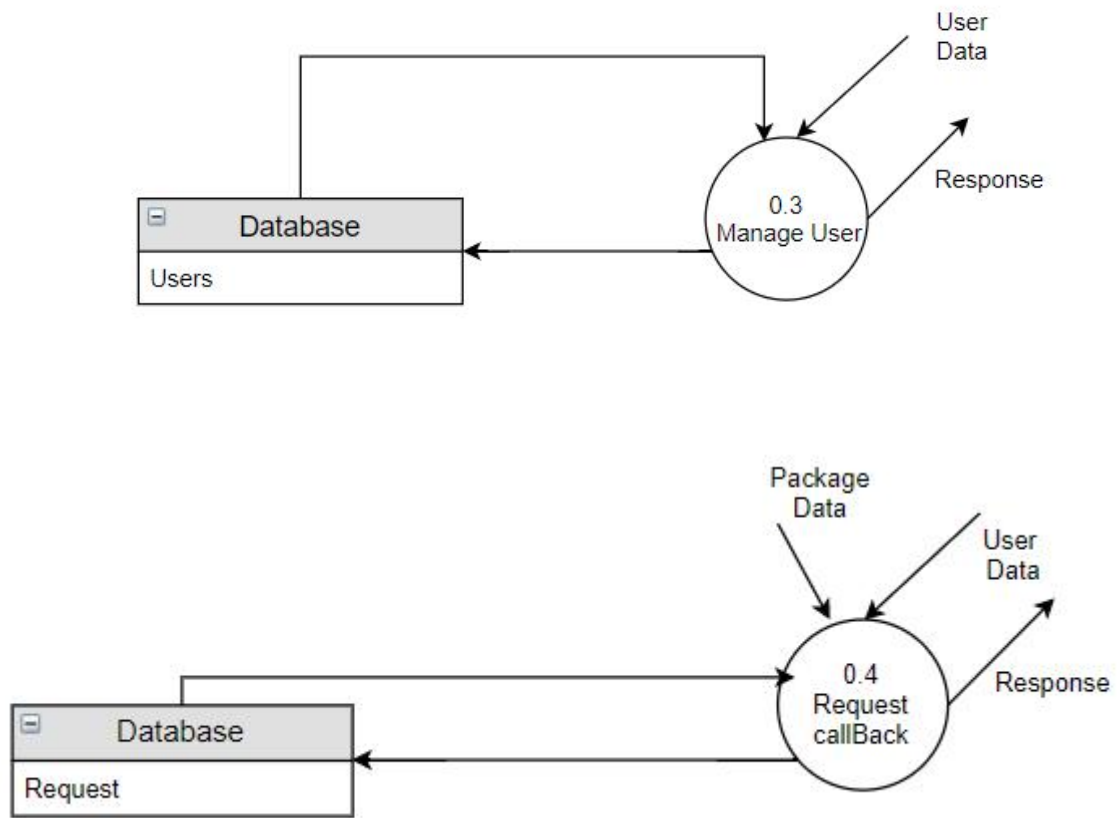 User
Data
Response
0.3
Manage User
Database
Users
Package
Data
User
Data
0.4
Request
callBack
Response
Database
Request